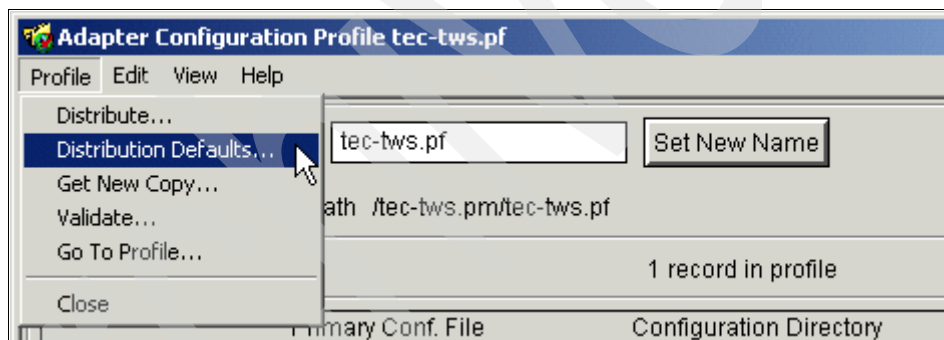 Adapter Configuration Profile tec-tws.pf
Profile Edit View Help
Distribute...
Distribution Defaults...
tec-tws.pf Set New Name
Get New Copy...
Validate...
/tec-tws.pm/tec-tws.pf
Go To Profile...
1 record in profile
Close
Conf. File Configuration Directory